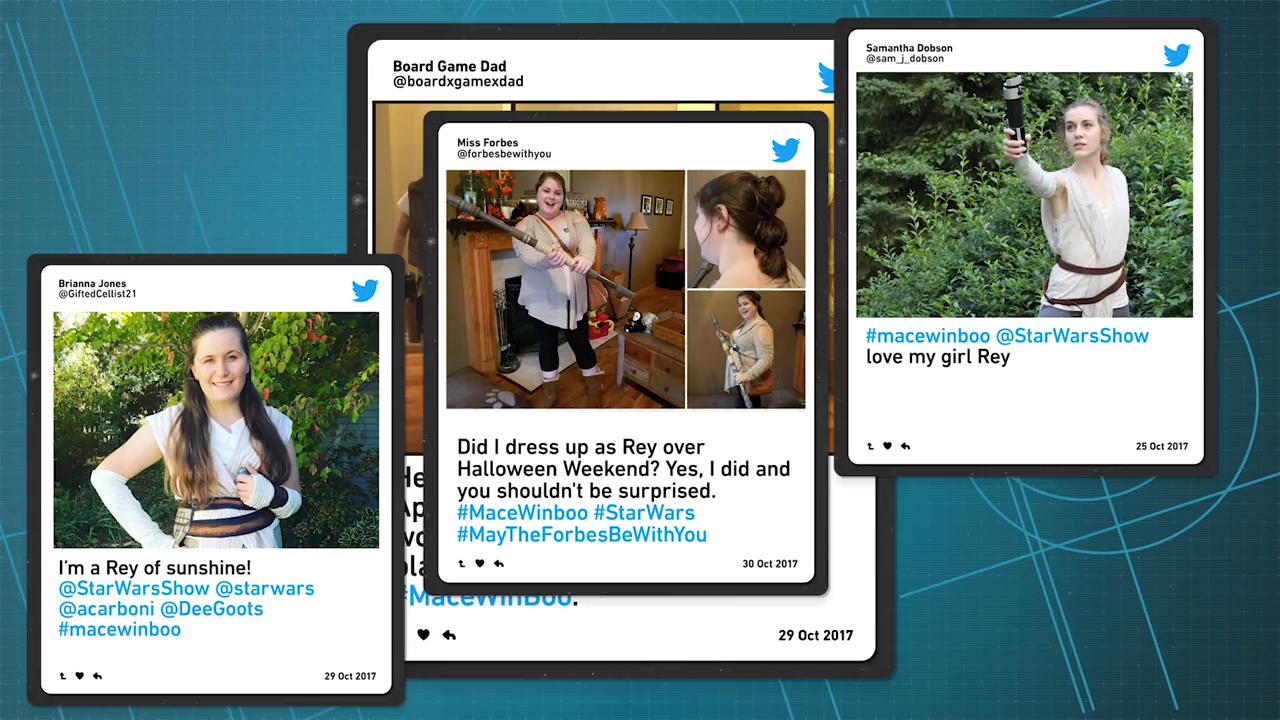 Board Game Dad
@boardxgamexdad
Samantha Dobson
@sam_j_dobson
#macewinboo @StarWarsShow
love my girl Rey
25 Oct 2017
Miss Forbes
@forbesbewithyou
Did I dress up as Rey over
Halloween Weekend? Yes, I did and
you shouldn't be surprised.
#MaceWinboo #StarWars
#MayTheForbesBeWithYou
30 Oct 2017
Brianna Jones
@GiftedCellist21
I'm a Rey of sunshine!
@StarWarsShow @starwars
@acarboni @DeeGoots
#macewinboo
29 Oct 2017
#MaceWinBoo.
29 Oct 2017